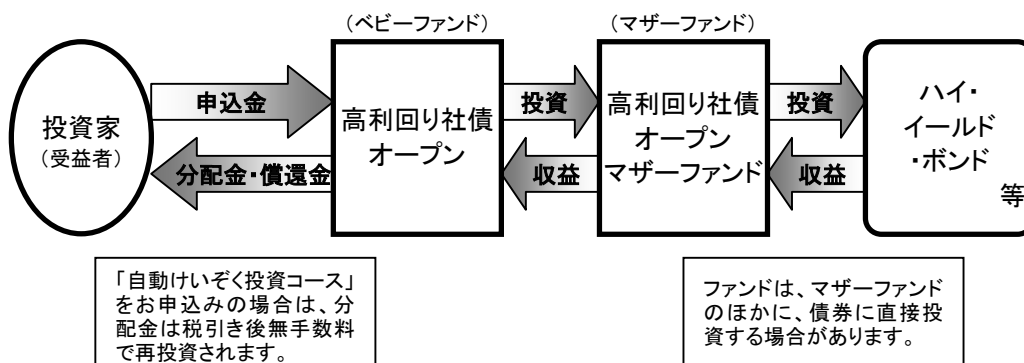 （ベビーファンド）
（マザーファンド）
投資家
（受益者）
申込金
分配金・償還金
高利回り社債
オープン
投資
収益
高利回り社債
オープン
マザーファンド
投資
収益
ハイ・
イールド
・ボンド
等
「自動けいぞく投資コース」
をお申込みの場合は、分
配金は税引き後無手数料
で再投資されます。
ファンドは、マザーファンド
のほかに、債券に直接投
資する場合があります。